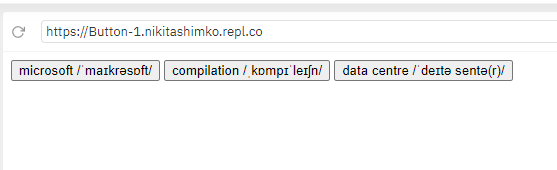 https://Button-1.nikitashimko.repl.co
microsoft /ˈmaɪkrəsɒft/ compilation /ˌkɒmpɪˈleɪʃn/ data centre /ˈdeɪtə sentə(r)/